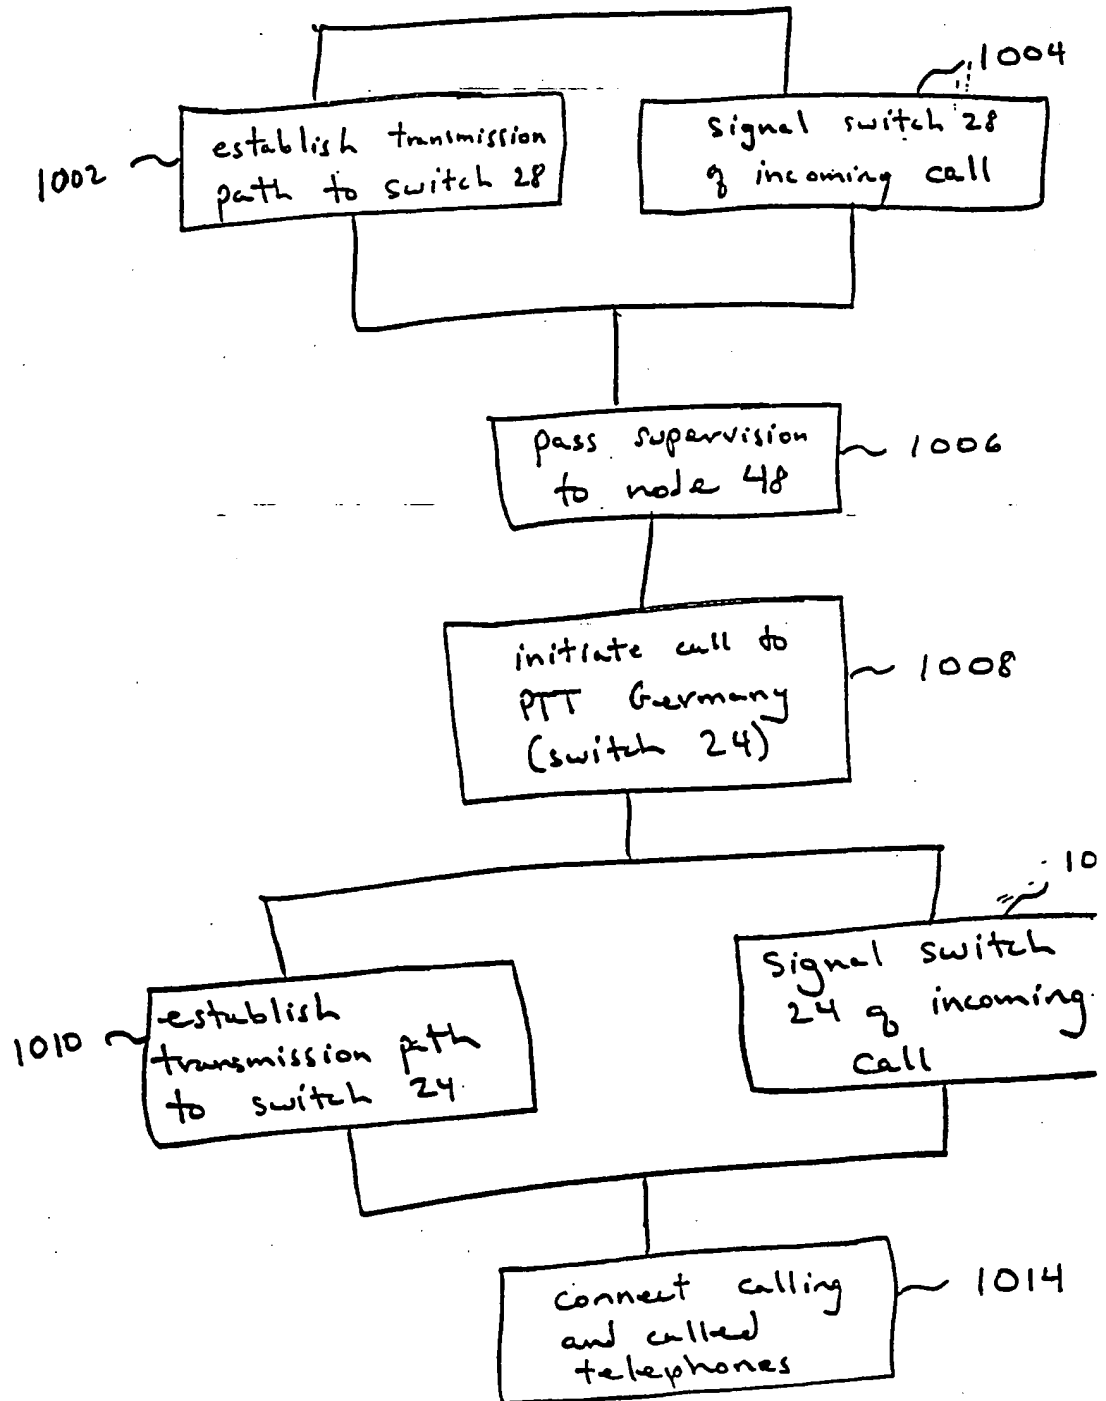 1004
establish transmission
path to switch 28
1002
signal switch 28
of incoming call
pass supervision
to node 48
1006
initiate call to
PTT Germany
(switch 24)
1008
10
establish
transmission path
to switch 24
1010
Signal switch
24 of incoming
call
connect calling
and called
telephones
1014